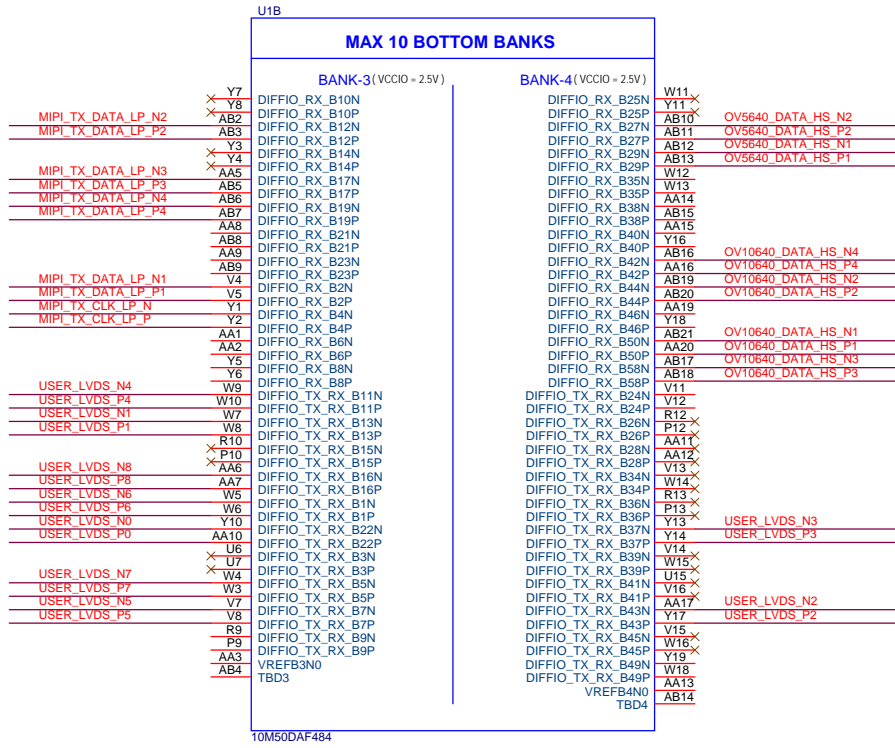 U1B
MAX 10 BOTTOM BANKS
BANK-3 ( VCCIO = 2.5V )
BANK-4 ( VCCIO = 2.5V )
Y7 DIFFIO_RX_B10N
Y8 DIFFIO_RX_B10P
MIPI_TX_DATA_LP_N2 AB2 DIFFIO_RX_B12N
MIPI_TX_DATA_LP_P2 AB3 DIFFIO_RX_B12P
Y3 DIFFIO_RX_B14N
Y4 DIFFIO_RX_B14P
MIPI_TX_DATA_LP_N3 AA5 DIFFIO_RX_B17N
MIPI_TX_DATA_LP_P3 AB5 DIFFIO_RX_B17P
MIPI_TX_DATA_LP_N4 AB6 DIFFIO_RX_B19N
MIPI_TX_DATA_LP_P4 AB7 DIFFIO_RX_B19P
AA8 DIFFIO_RX_B21N
AB8 DIFFIO_RX_B21P
AA9 DIFFIO_RX_B23N
AB9 DIFFIO_RX_B23P
MIPI_TX_DATA_LP_N1 V4 DIFFIO_RX_B2N
MIPI_TX_DATA_LP_P1 V5 DIFFIO_RX_B2P
MIPI_TX_CLK_LP_N Y1 DIFFIO_RX_B4N
MIPI_TX_CLK_LP_P Y2 DIFFIO_RX_B4P
AA1 DIFFIO_RX_B6N
AA2 DIFFIO_RX_B6P
Y5 DIFFIO_RX_B8N
Y6 DIFFIO_RX_B8P
USER_LVDS_N4 W9 DIFFIO_TX_RX_B11N
USER_LVDS_P4 W10 DIFFIO_TX_RX_B11P
USER_LVDS_N1 W7 DIFFIO_TX_RX_B13N
USER_LVDS_P1 W8 DIFFIO_TX_RX_B13P
R10 DIFFIO_TX_RX_B15N
P10 DIFFIO_TX_RX_B15P
USER_LVDS_N8 AA6 DIFFIO_TX_RX_B16N
USER_LVDS_P8 AA7 DIFFIO_TX_RX_B16P
USER_LVDS_N6 W5 DIFFIO_TX_RX_B1N
USER_LVDS_P6 W6 DIFFIO_TX_RX_B1P
USER_LVDS_N0 Y10 DIFFIO_TX_RX_B22N
USER_LVDS_P0 AA10 DIFFIO_TX_RX_B22P
U6 DIFFIO_TX_RX_B3N
U7 DIFFIO_TX_RX_B3P
USER_LVDS_N7 W4 DIFFIO_TX_RX_B5N
USER_LVDS_P7 W3 DIFFIO_TX_RX_B5P
USER_LVDS_N5 V7 DIFFIO_TX_RX_B7N
USER_LVDS_P5 V8 DIFFIO_TX_RX_B7P
R9 DIFFIO_TX_RX_B9N
P9 DIFFIO_TX_RX_B9P
AA3 VREFB3N0
AB4 TBD3
DIFFIO_RX_B25N W11
DIFFIO_RX_B25P Y11
DIFFIO_RX_B27N AB10 OV5640_DATA_HS_N2
DIFFIO_RX_B27P AB11 OV5640_DATA_HS_P2
DIFFIO_RX_B29N AB12 OV5640_DATA_HS_N1
DIFFIO_RX_B29P AB13 OV5640_DATA_HS_P1
DIFFIO_RX_B35N W12
DIFFIO_RX_B35P W13
DIFFIO_RX_B38N AA14
DIFFIO_RX_B38P AB15
DIFFIO_RX_B40N AA15
DIFFIO_RX_B40P Y16
DIFFIO_RX_B42N AB16 OV10640_DATA_HS_N4
DIFFIO_RX_B42P AA16 OV10640_DATA_HS_P4
DIFFIO_RX_B44N AB19 OV10640_DATA_HS_N2
DIFFIO_RX_B44P AB20 OV10640_DATA_HS_P2
DIFFIO_RX_B46N AA19
DIFFIO_RX_B46P Y18
DIFFIO_RX_B50N AB21 OV10640_DATA_HS_N1
DIFFIO_RX_B50P AA20 OV10640_DATA_HS_P1
DIFFIO_RX_B58N AB17 OV10640_DATA_HS_N3
DIFFIO_RX_B58P AB18 OV10640_DATA_HS_P3
DIFFIO_TX_RX_B24N V11
DIFFIO_TX_RX_B24P V12
DIFFIO_TX_RX_B26N R12
DIFFIO_TX_RX_B26P P12
DIFFIO_TX_RX_B28N AA11
DIFFIO_TX_RX_B28P AA12
DIFFIO_TX_RX_B34N V13
DIFFIO_TX_RX_B34P W14
DIFFIO_TX_RX_B36N R13
DIFFIO_TX_RX_B36P P13
DIFFIO_TX_RX_B37N Y13 USER_LVDS_N3
DIFFIO_TX_RX_B37P Y14 USER_LVDS_P3
DIFFIO_TX_RX_B39N V14
DIFFIO_TX_RX_B39P W15
DIFFIO_TX_RX_B41N U15
DIFFIO_TX_RX_B41P V16
DIFFIO_TX_RX_B43N AA17 USER_LVDS_N2
DIFFIO_TX_RX_B43P Y17 USER_LVDS_P2
DIFFIO_TX_RX_B45N V15
DIFFIO_TX_RX_B45P W16
DIFFIO_TX_RX_B49N Y19
DIFFIO_TX_RX_B49P W18
VREFB4N0 AA13
TBD4 AB14
10M50DAF484